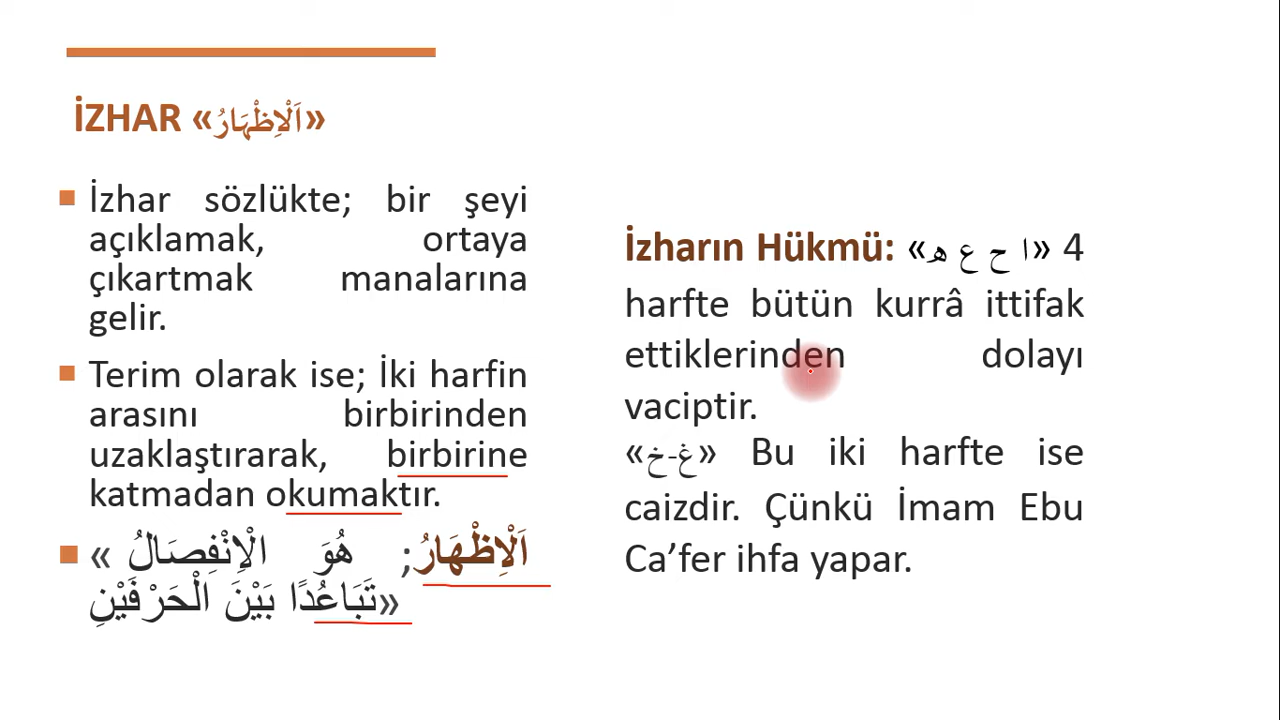 İZHAR «اَلْاِظْهَارُ»
İzhar sözlükte; bir şeyi
açıklamak, ortaya
çıkartmak manalarına
gelir.
Terim olarak ise; İki harfin
arasını birbirinden
uzaklaştırarak, birbirine
katmadan okumaktır.
اَلْاِظْهَارُ; هُوَ الْاِنْفِصَالُ «
تَبَاعُدًا بَيْنَ الْحَرْفَيْنِ»
İzharın Hükmü: «ا ح ع ه» 4
harfte bütün kurrâ ittifak
ettiklerinden dolayı
vaciptir.
«غ-خ» Bu iki harfte ise
caizdir. Çünkü İmam Ebu
Ca’fer ihfa yapar.